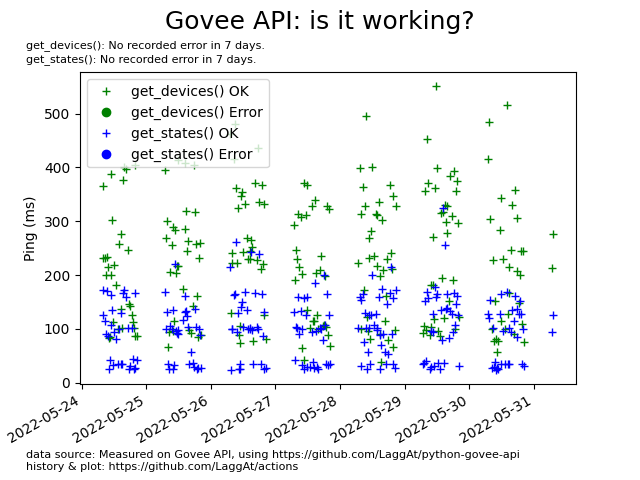 Govee API: is it working?
get_devices(): No recorded error in 7 days.
get_states(): No recorded error in 7 days.
get_devices() OK
get_devices() Error
get_states() OK
get_states() Error
Ping (ms)
500
400
300
200
100
0
2022-05-24
2022-05-25
2022-05-26
2022-05-27
2022-05-28
2022-05-29
2022-05-30
2022-05-31
data source: Measured on Govee API, using https://github.com/LaggAt/python-govee-api
history & plot: https://github.com/LaggAt/actions